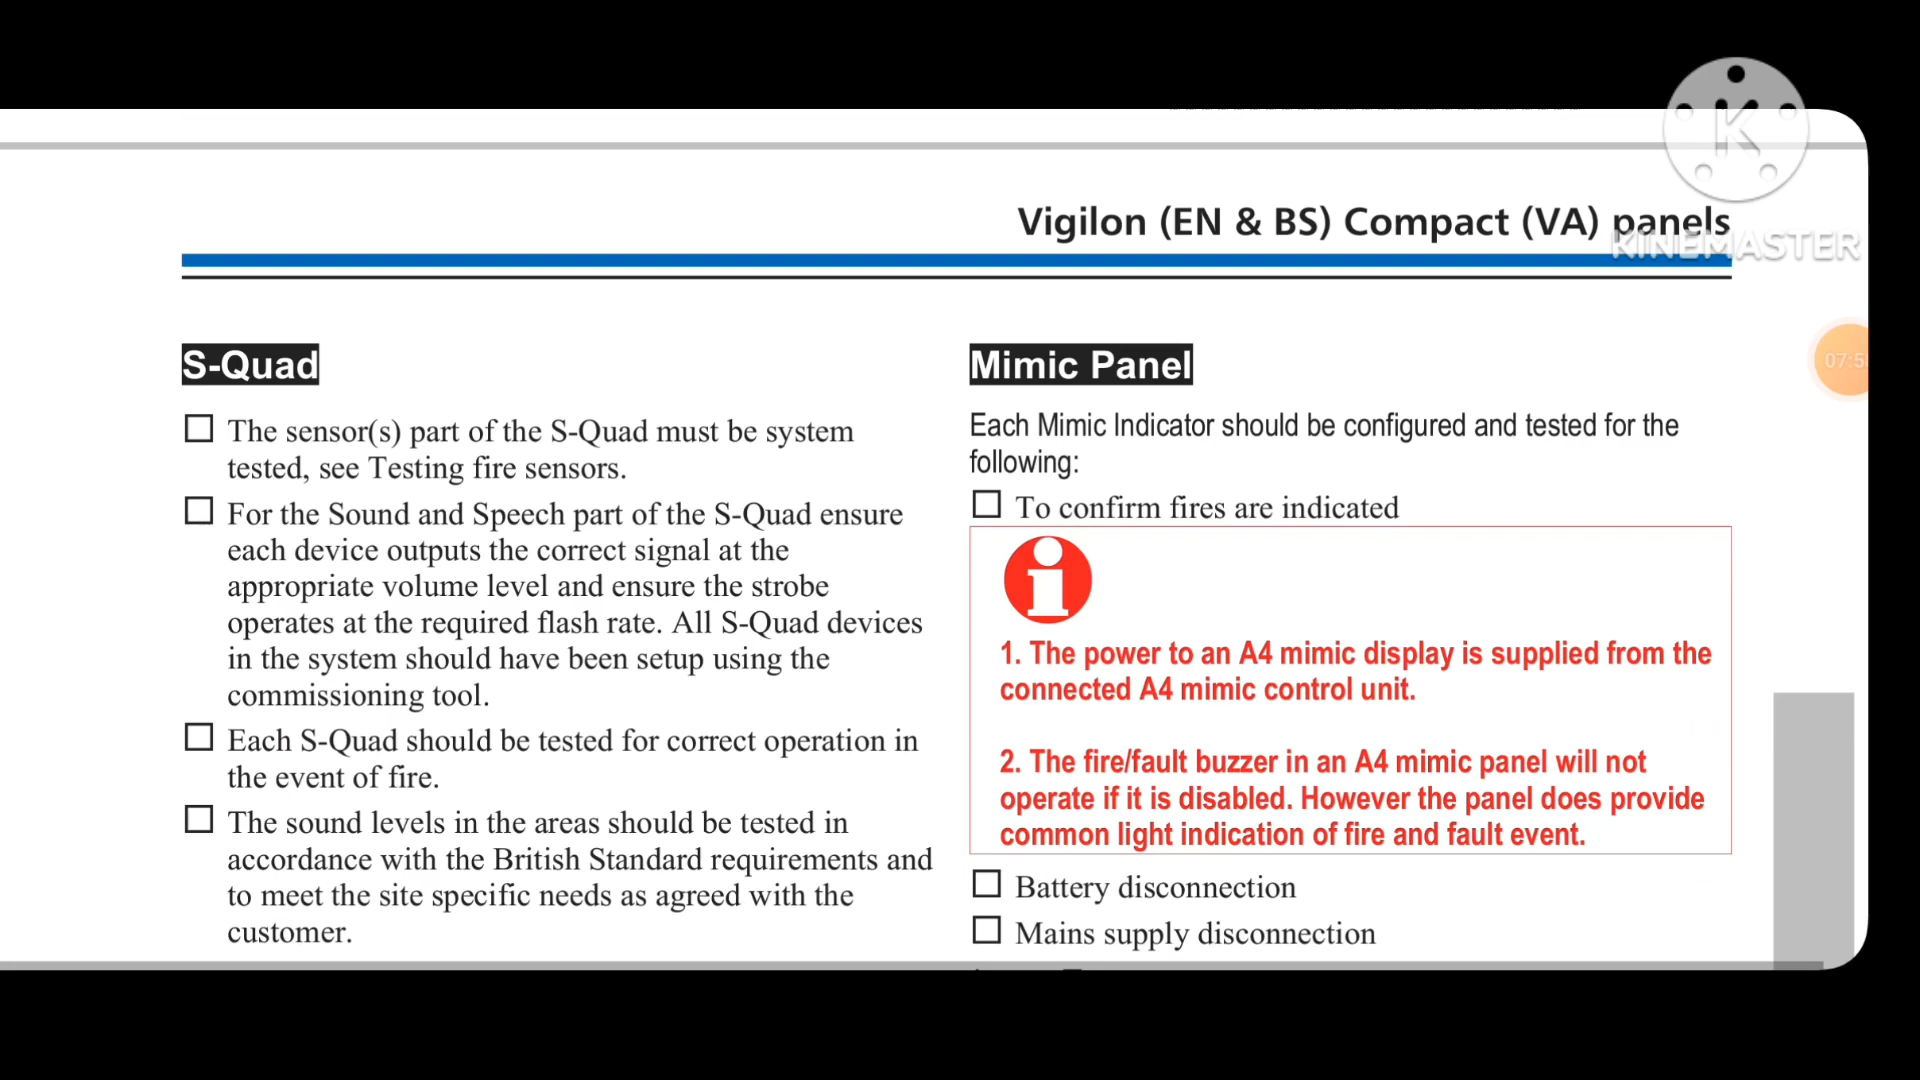 Vigilon (EN & BS) Compact (VA) panels
KINEMASTER
07:5
S-Quad
The sensor(s) part of the S-Quad must be system
tested, see Testing fire sensors.
For the Sound and Speech part of the S-Quad ensure
each device outputs the correct signal at the
appropriate volume level and ensure the strobe
operates at the required flash rate. All S-Quad devices
in the system should have been setup using the
commissioning tool.
Each S-Quad should be tested for correct operation in
the event of fire.
The sound levels in the areas should be tested in
accordance with the British Standard requirements and
to meet the site specific needs as agreed with the
customer.
Mimic Panel
Each Mimic Indicator should be configured and tested for the
following:
To confirm fires are indicated
1. The power to an A4 mimic display is supplied from the
connected A4 mimic control unit.
2. The fire/fault buzzer in an A4 mimic panel will not
operate if it is disabled. However the panel does provide
common light indication of fire and fault event.
Battery disconnection
Mains supply disconnection